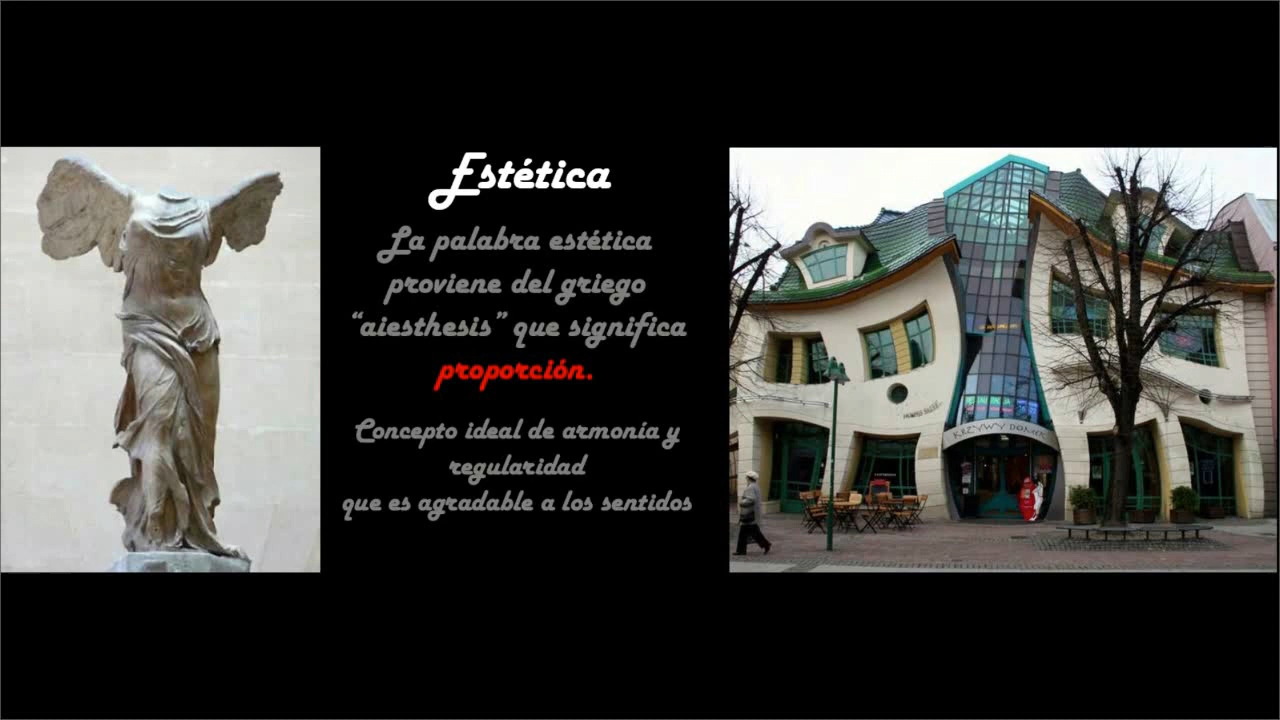 Estética
La palabra estética
proviene del griego
“aiesthesis” que significa
proporción.
Concepto ideal de armonía y
regularidad
que es agradable a los sentidos
KRZYWY DOMEK